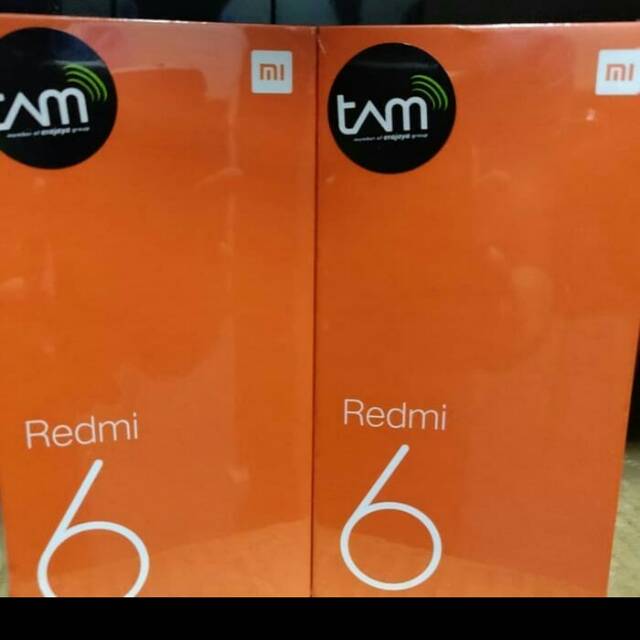 tam
member of erajaya group
mi
tam
member of erajaya group
mi
Redmi
6
Redmi
6